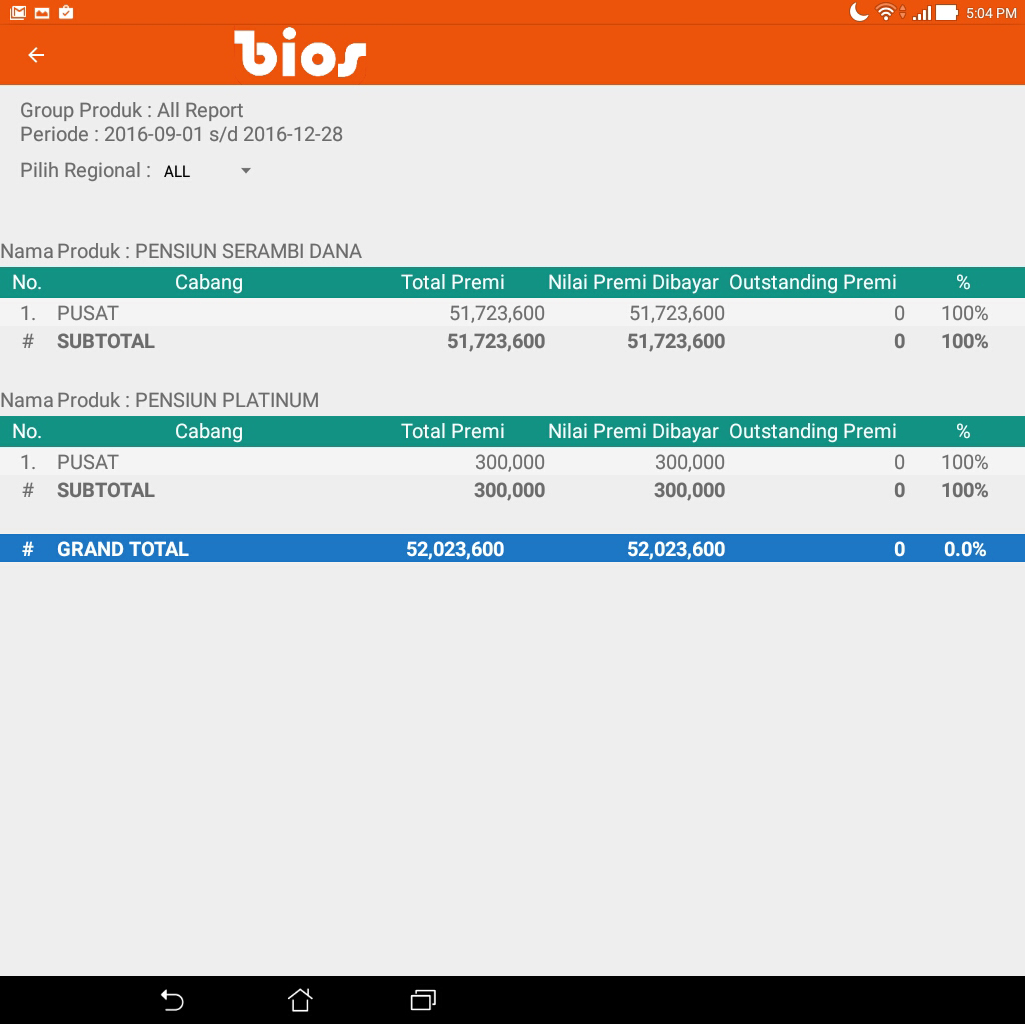 5:04 PM
bios
Group Produk : All Report
Periode : 2016-09-01 s/d 2016-12-28
Pilih Regional : ALL
Nama Produk : PENSIUN SERAMBI DANA
No. Cabang Total Premi Nilai Premi Dibayar Outstanding Premi %
1. PUSAT 51,723,600 51,723,600 0 100%
# SUBTOTAL 51,723,600 51,723,600 0 100%
Nama Produk : PENSIUN PLATINUM
No. Cabang Total Premi Nilai Premi Dibayar Outstanding Premi %
1. PUSAT 300,000 300,000 0 100%
# SUBTOTAL 300,000 300,000 0 100%
# GRAND TOTAL 52,023,600 52,023,600 0 0.0%